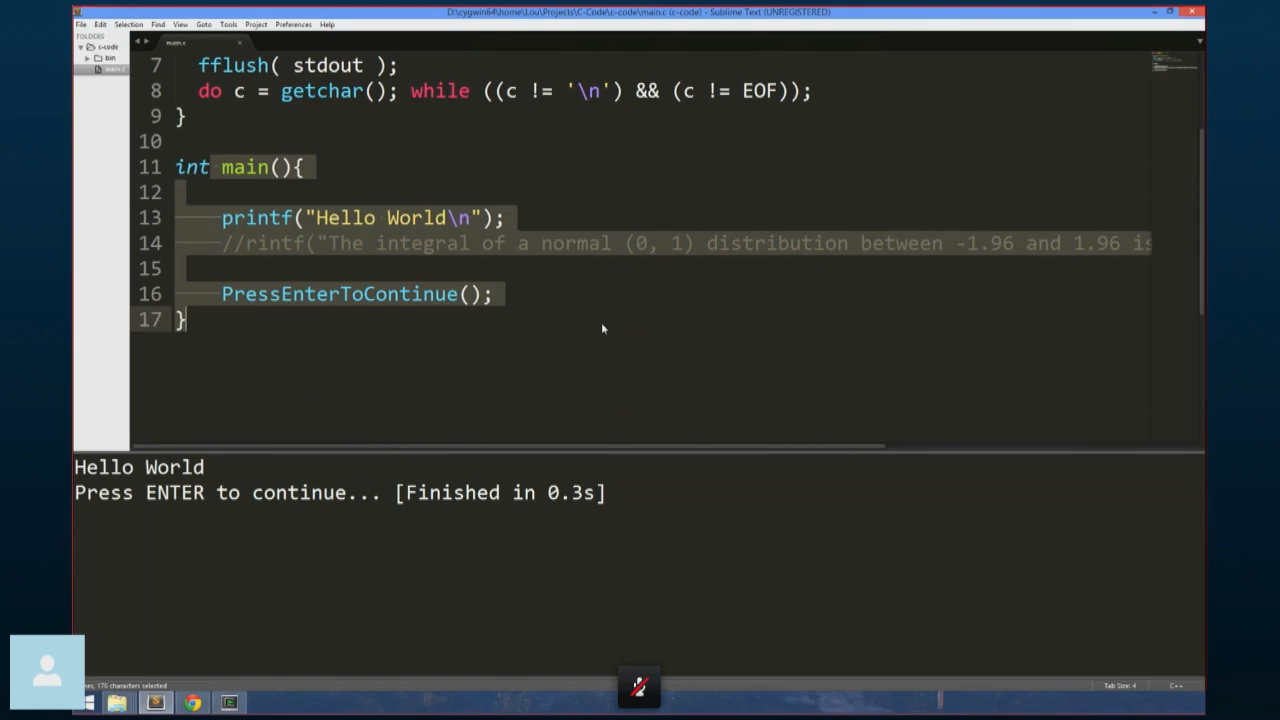 D:\cygwin64\home\Lou\Projects\C-Code\c-code\main.c (c-code) - Sublime Text (UNREGISTERED)
File Edit Selection Find View Goto Tools Project Preferences Help
FOLDERS
c-code
bin
main.c
main.c
7 fflush( stdout );
8 do c = getchar(); while ((c != '\n') && (c != EOF));
9 }
10
11 int main(){
12
13 printf("Hello World\n");
14 //rintf("The integral of a normal (0, 1) distribution between -1.96 and 1.96 is
15
16 PressEnterToContinue();
17 }
Hello World
Press ENTER to continue... [Finished in 0.3s]
176 characters selected
Tab Size: 4 C++